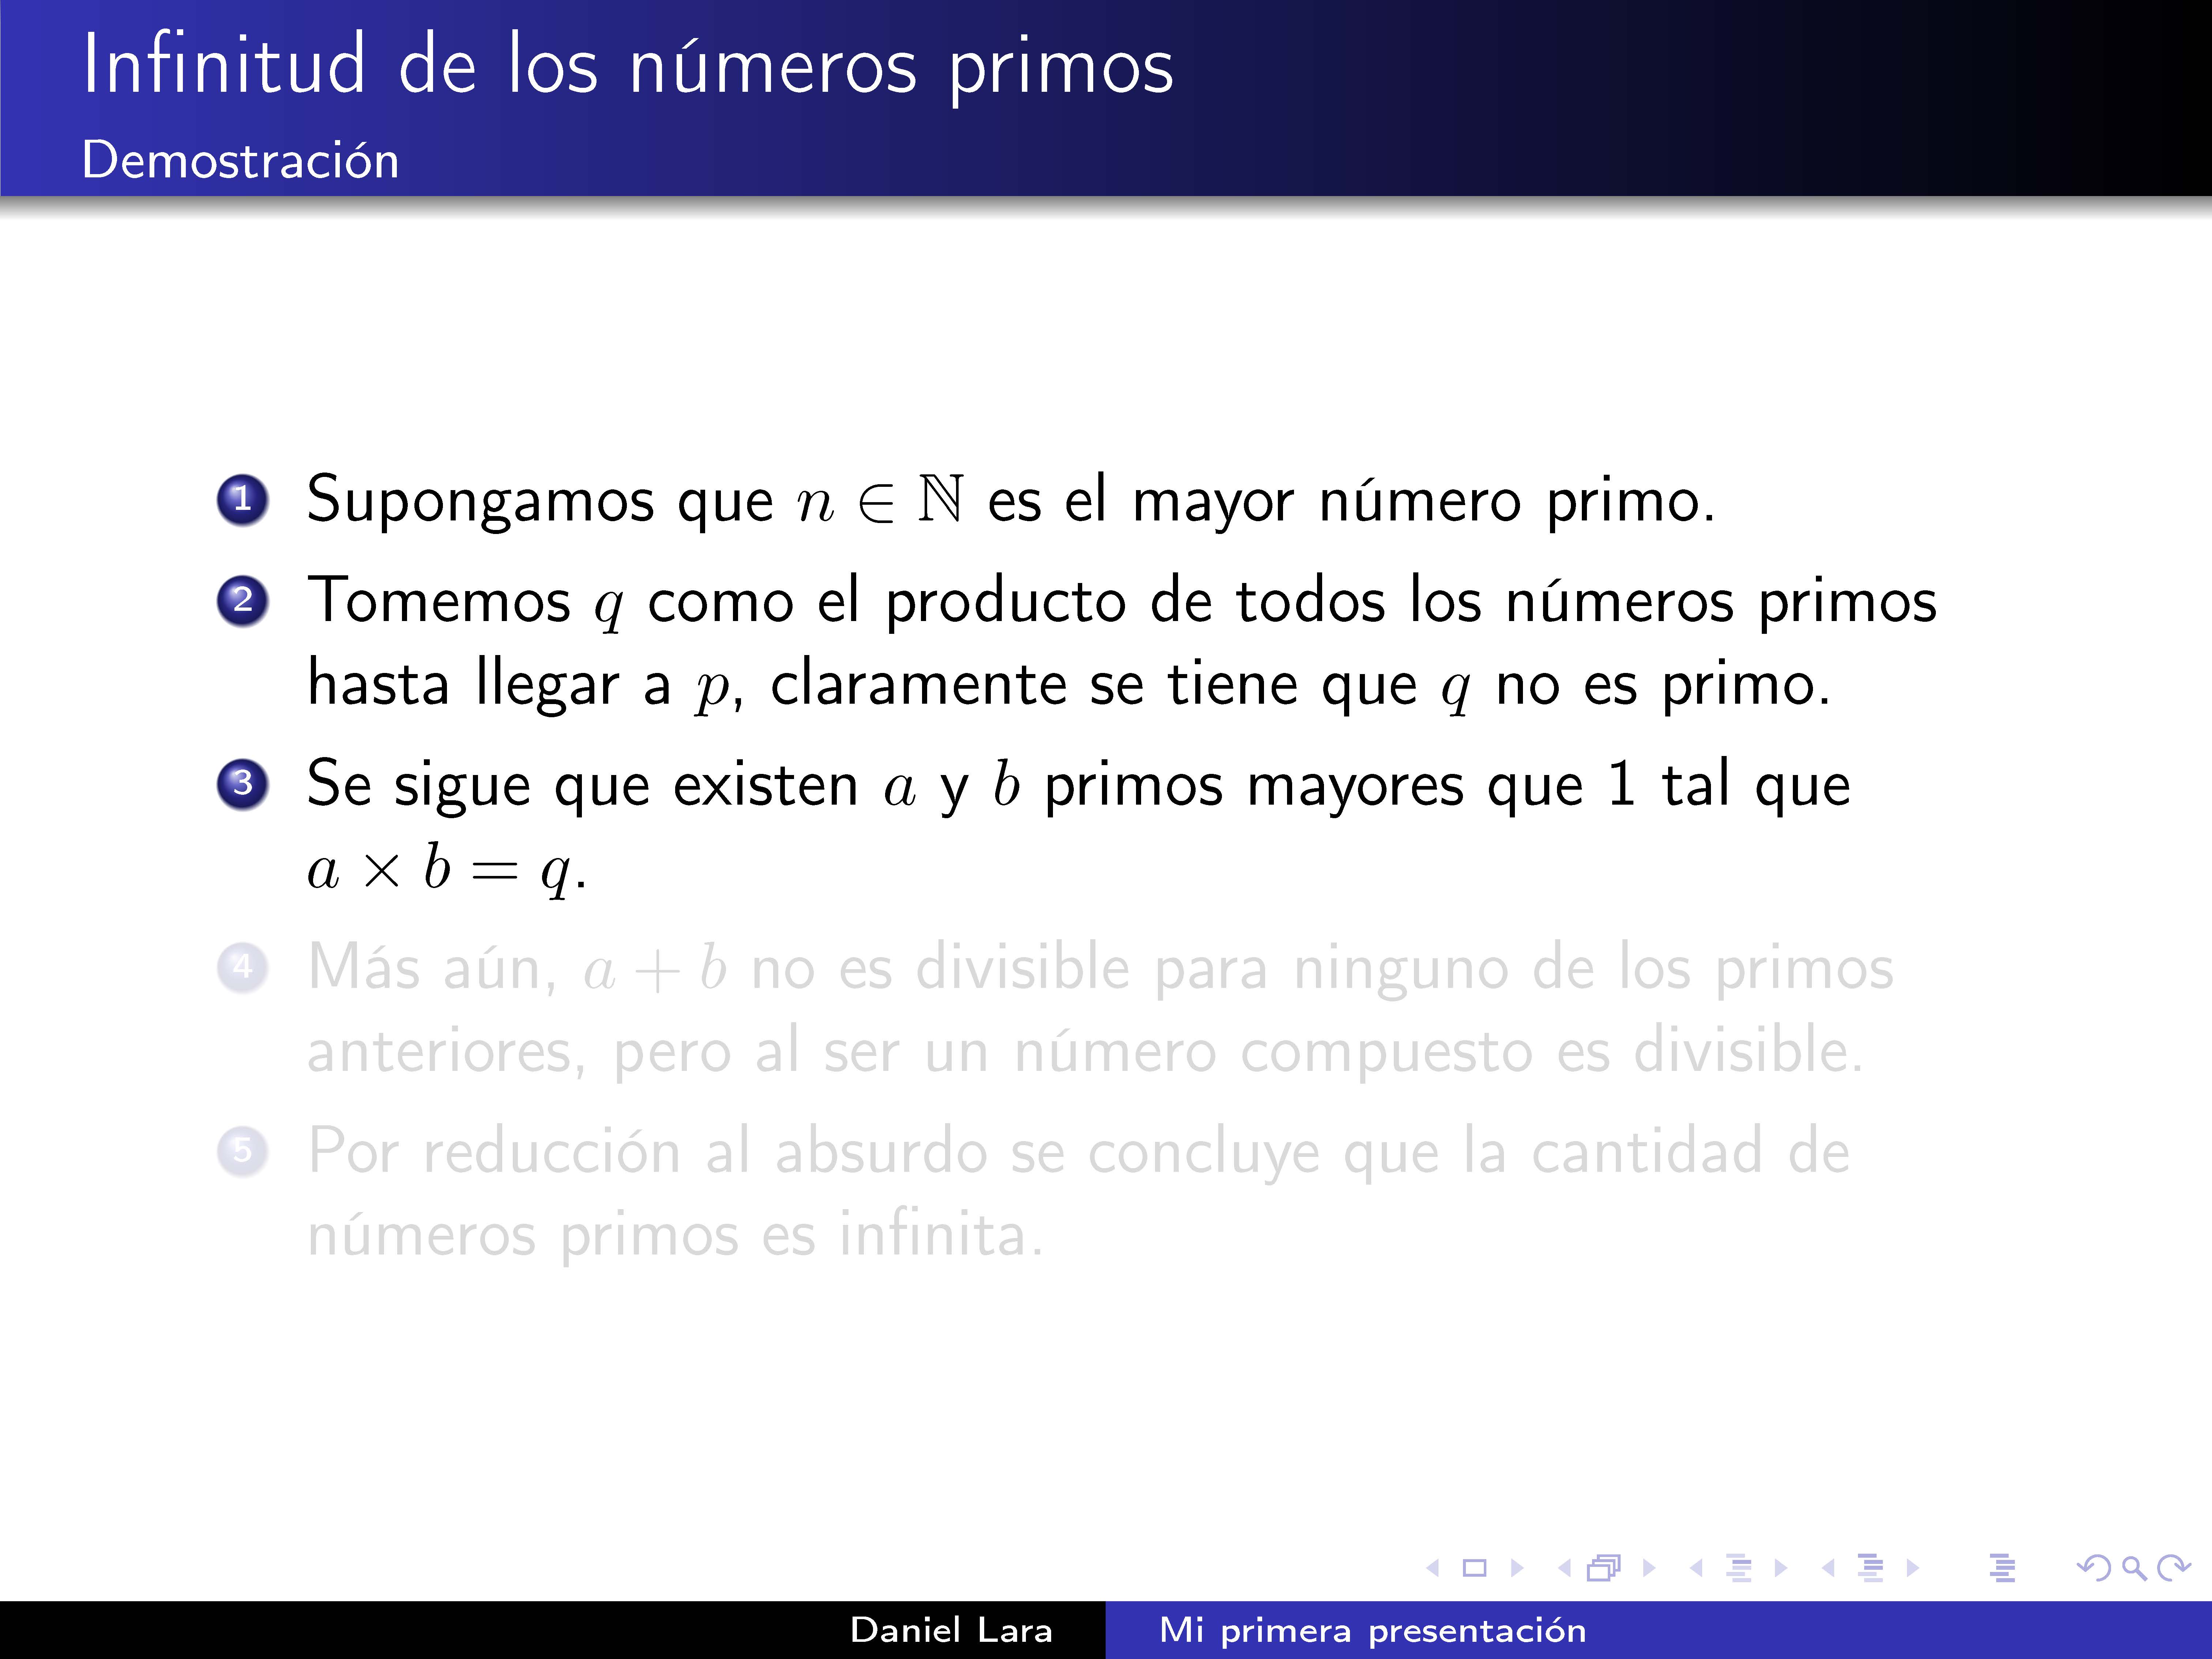 Infinitud de los números primos
Demostración
1 Supongamos que n ∈ ℕ es el mayor número primo.
2 Tomemos q como el producto de todos los números primos
hasta llegar a p, claramente se tiene que q no es primo.
3 Se sigue que existen a y b primos mayores que 1 tal que
a × b = q.
4 Más aún, a + b no es divisible para ninguno de los primos
anteriores, pero al ser un número compuesto es divisible.
5 Por reducción al absurdo se concluye que la cantidad de
números primos es infinita.
Daniel Lara
Mi primera presentación